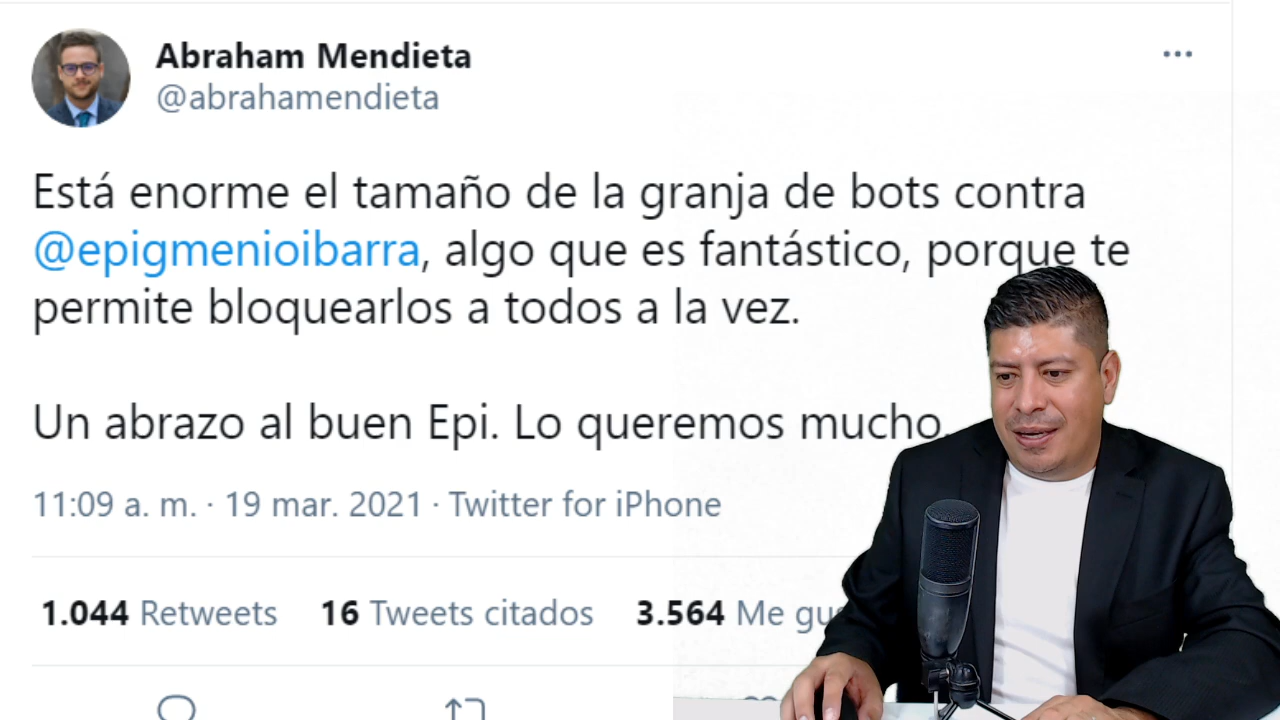 Abraham Mendieta
@abrahamendieta
Está enorme el tamaño de la granja de bots contra
@epigmenioibarra, algo que es fantástico, porque te
permite bloquearlos a todos a la vez.
Un abrazo al buen Epi. Lo queremos mucho.
11:09 a. m. · 19 mar. 2021 · Twitter for iPhone
1.044 Retweets 16 Tweets citados 3.564 Me gu